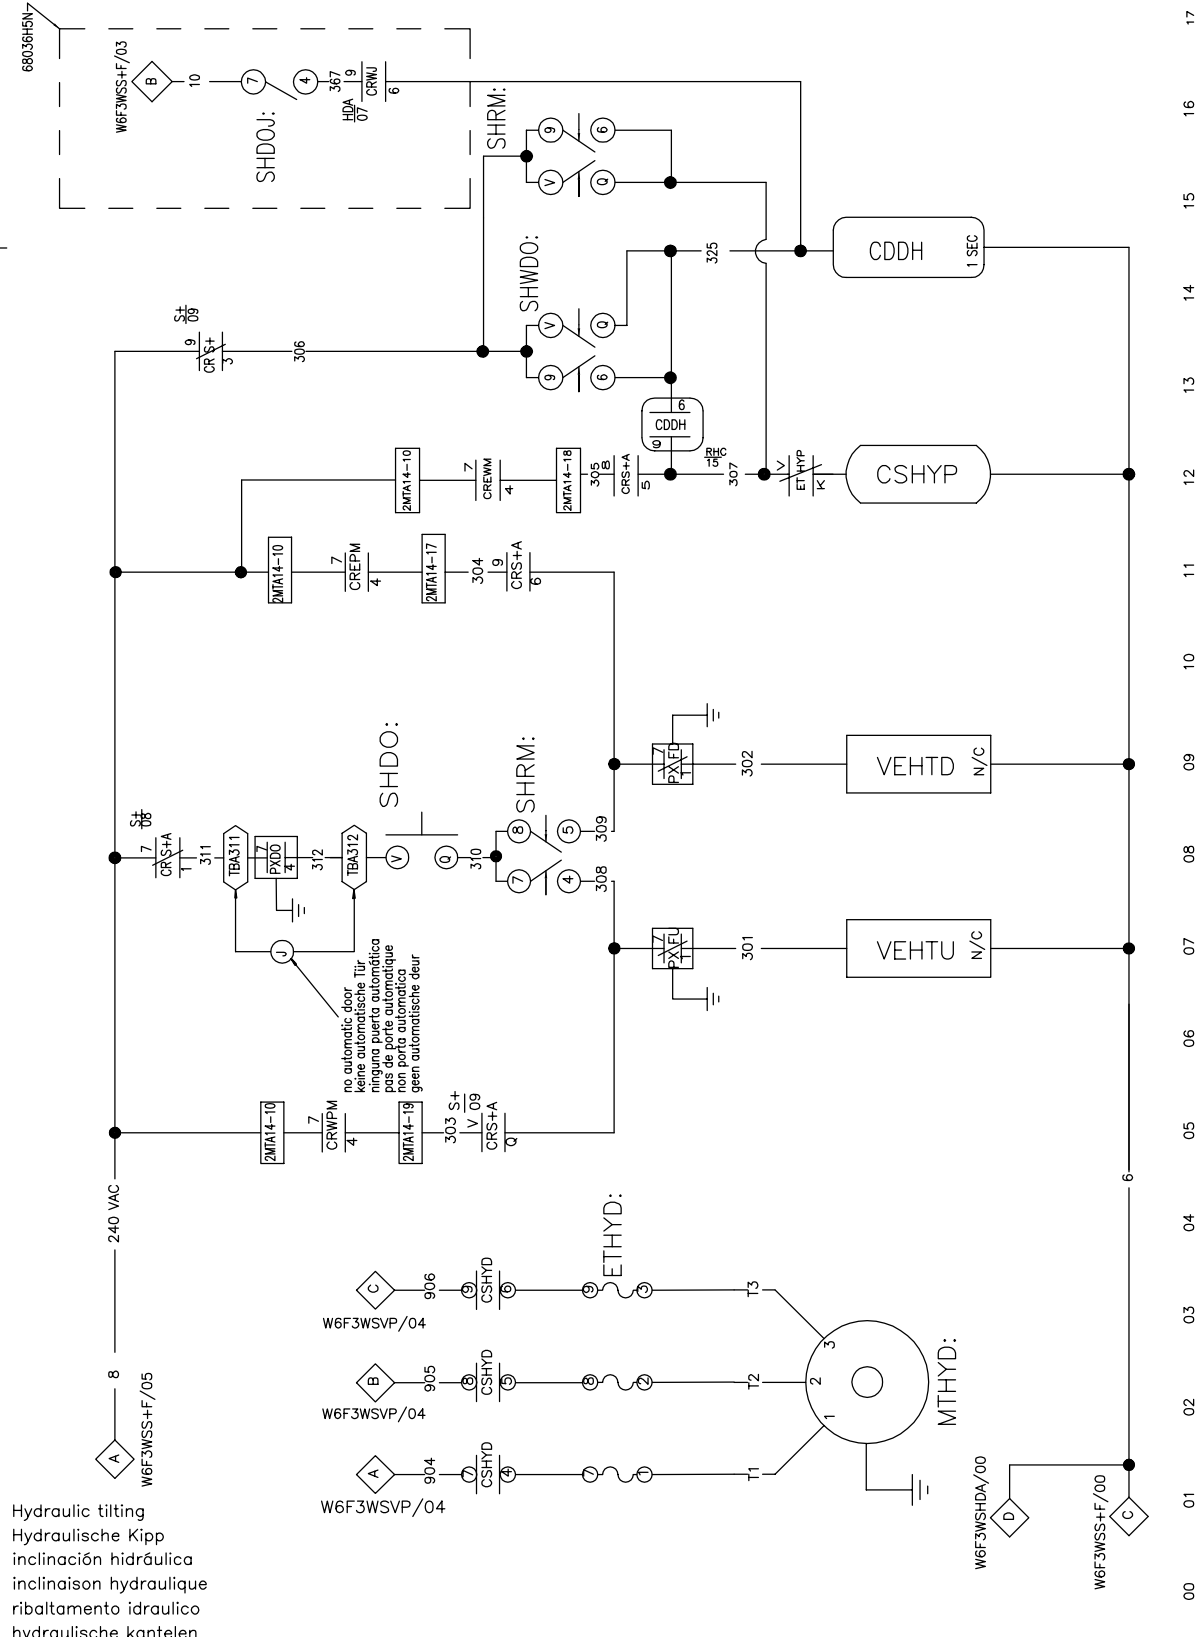 68036H5N
W6F3WSS+F/03
B
10
7
4
367
HDA
07
9
CRWJ
6
SHDOJ:
SHRM:
9
6
V
Q
S+
09
9
CRS+
3
306
SHWDO:
V
Q
9
6
325
CDDH
1 SEC
2MTA14-10
7
CREWM
4
2MTA14-18
305
8
CRS+A
5
6
CDDH
9
RHC
15
307
V
ETHYP
K
CSHYP
2MTA14-10
7
CREPM
4
2MTA14-17
304
9
CRS+A
6
S+
08
7
CRS+A
1
311
TBA311
7
PXDO
4
312
TBA312
SHDO:
V
Q
310
SHRM:
8
5
309
7
4
308
7
PXFD
1
302
VEHTD
N/C
J
no automatic door
keine automatische Tür
ninguna puerta automática
pas de porte automatique
non porta automatica
geen automatische deur
7
PXFU
1
301
VEHTU
N/C
2MTA14-10
7
CRWPM
4
2MTA14-19
303
S+
09
V
CRS+A
Q
8
240 VAC
A
W6F3WSS+F/05
6
C
W6F3WSVP/04
906
9
CSHYD
6
9
3
ETHYD:
T3
3
B
W6F3WSVP/04
905
8
CSHYD
5
8
2
T2
2
A
W6F3WSVP/04
904
7
CSHYD
4
7
1
T1
1
MTHYD:
W6F3WSHDA/00
D
W6F3WSS+F/00
C
Hydraulic tilting
Hydraulische Kipp
inclinación hidráulica
inclinaison hydraulique
ribaltamento idraulico
hydraulische kantelen
00
01
02
03
04
05
06
07
08
09
10
11
12
13
14
15
16
17